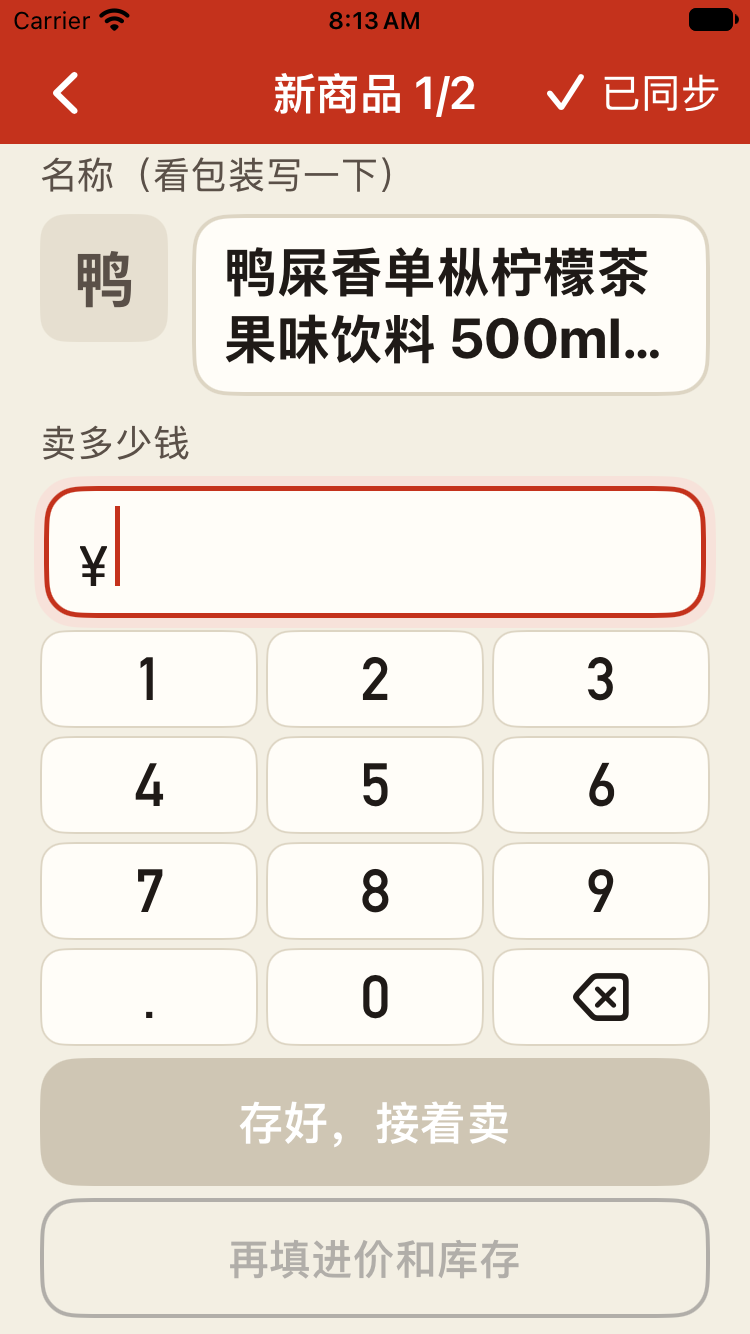 Carrier 8:13 AM
新商品 1/2 已同步
名称（看包装写一下）
鸭
鸭屎香单枞柠檬茶
果味饮料 500ml…
卖多少钱
¥
1 2 3
4 5 6
7 8 9
. 0
存好，接着卖
再填进价和库存